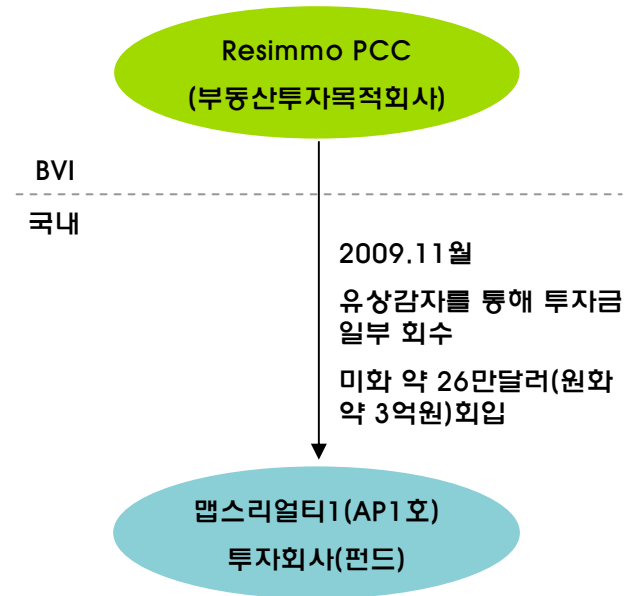 Resimmo PCC
(부동산투자목적회사)
BVI
국내
2009.11월
유상감자를 통해 투자금
일부 회수
미화 약 26만달러(원화
약 3억원)회입
맵스리얼티1(AP1호)
투자회사(펀드)